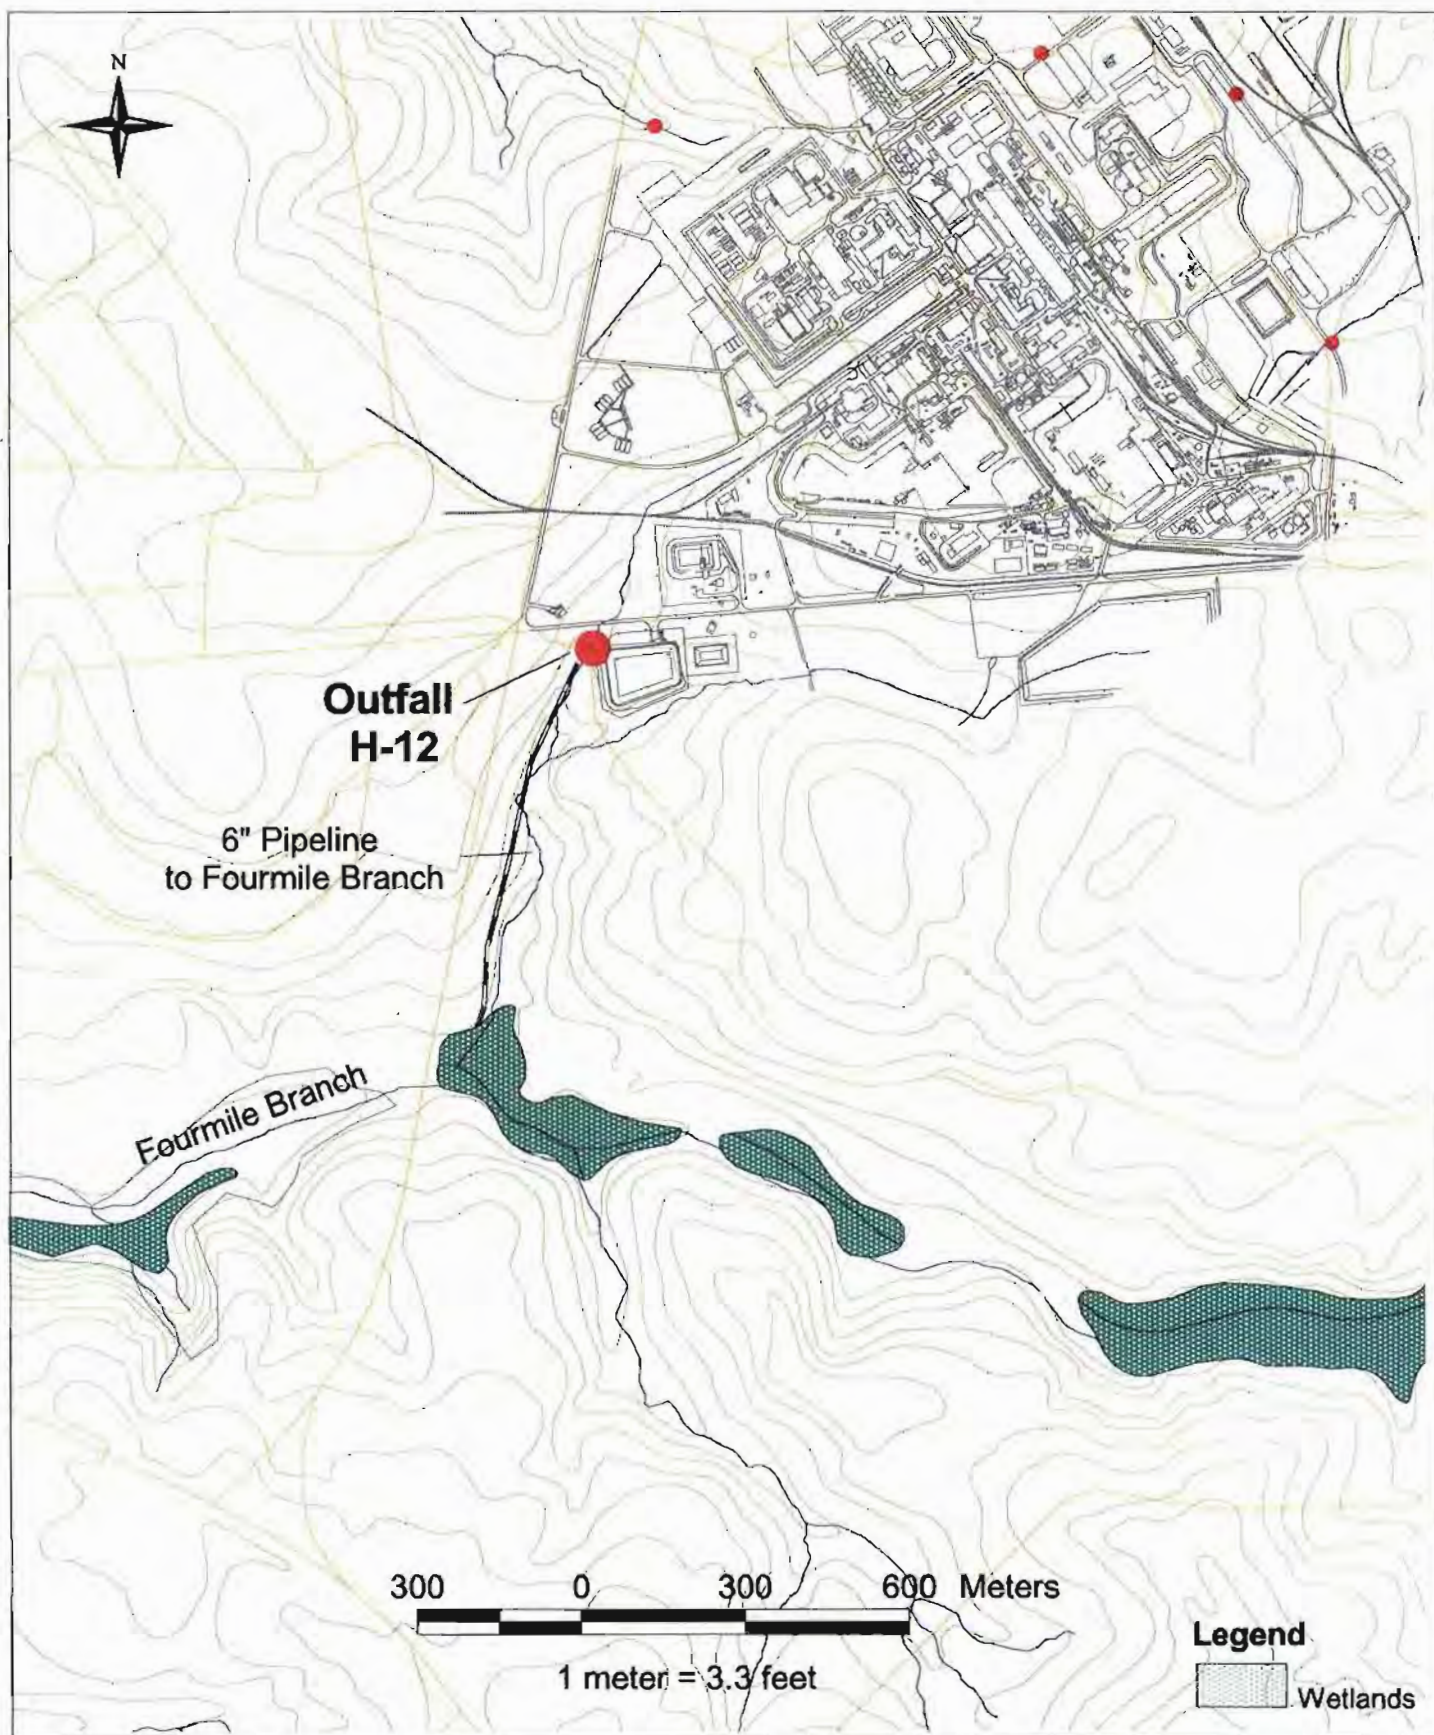 N
Outfall
H-12
6" Pipeline
to Fourmile Branch
Fourmile Branch
300 0 300 600 Meters
1 meter = 3.3 feet
Legend
Wetlands